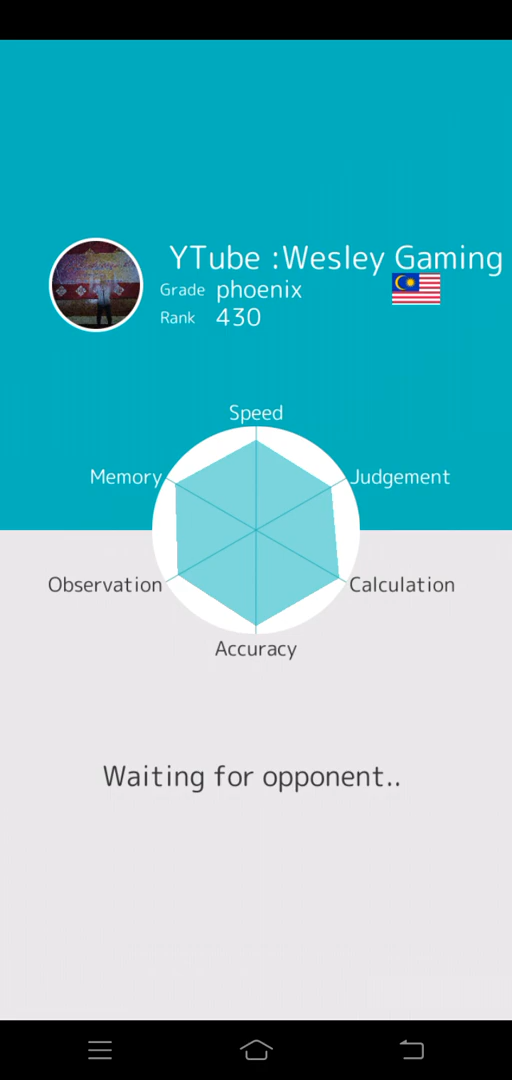 YTube :Wesley Gaming
Grade phoenix
Rank 430
Speed
Memory
Judgement
Observation
Calculation
Accuracy
Waiting for opponent..